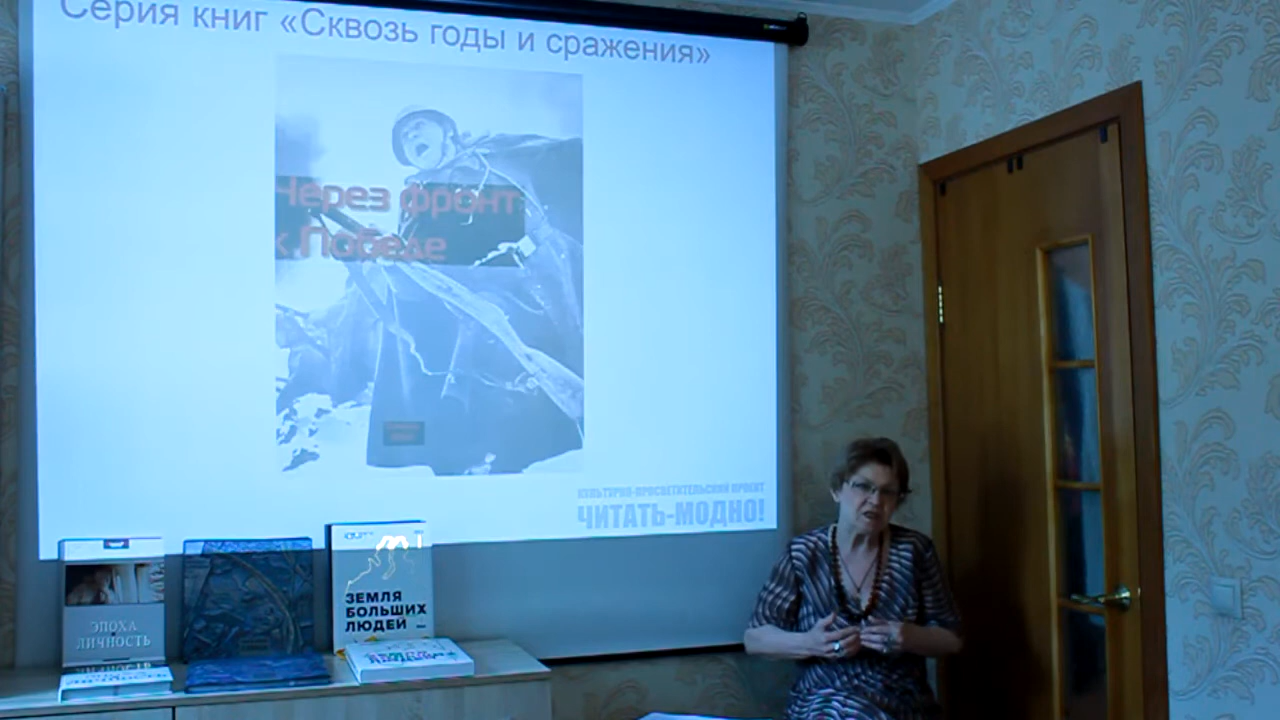 Серия книг «Сквозь годы и сражения»
Через фронт
к Победе
КУЛЬТУРНО-ПРОСВЕТИТЕЛЬСКИЙ ПРОЕКТ
ЧИТАТЬ-МОДНО!
ЭПОХА
ЛИЧНОСТЬ
ЗЕМЛЯ
БОЛЬШИХ
ЛЮДЕЙ